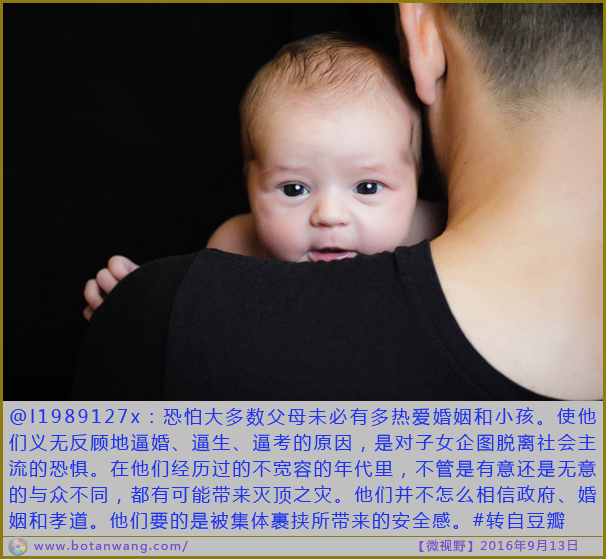 @l1989127x：恐怕大多数父母未必有多热爱婚姻和小孩。使他
们义无反顾地逼婚、逼生、逼考的原因，是对子女企图脱离社会主
流的恐惧。在他们经历过的不宽容的年代里，不管是有意还是无意
的与众不同，都有可能带来灭顶之灾。他们并不怎么相信政府、婚
姻和孝道。他们要的是被集体裹挟所带来的安全感。#转自豆瓣
www.botanwang.com/ 【微视野】2016年9月13日